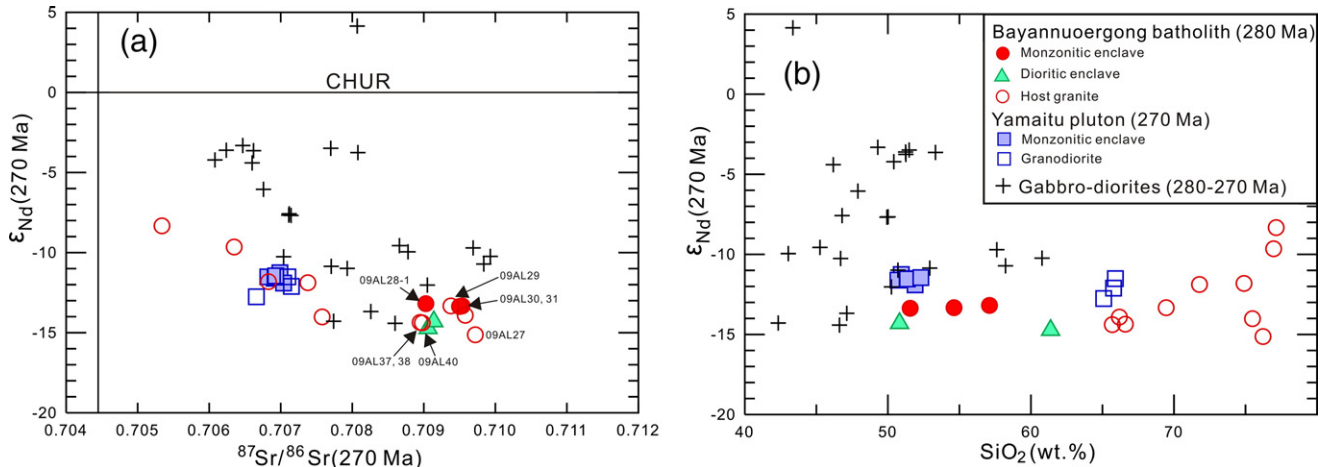 (a)
CHUR
5
0
-5
-10
-15
-20
εNd(270 Ma)
09AL28-1
09AL29
09AL30, 31
09AL27
09AL37, 38
09AL40
0.704 0.705 0.706 0.707 0.708 0.709 0.710 0.711 0.712
87Sr/86Sr(270 Ma)
(b)
5
0
-5
-10
-15
-20
εNd(270 Ma)
Bayannuoergong batholith (280 Ma)
Monzonitic enclave
Dioritic enclave
Host granite
Yamaitu pluton (270 Ma)
Monzonitic enclave
Granodiorite
Gabbro-diorites (280-270 Ma)
40 50 60 70
SiO2(wt.%)